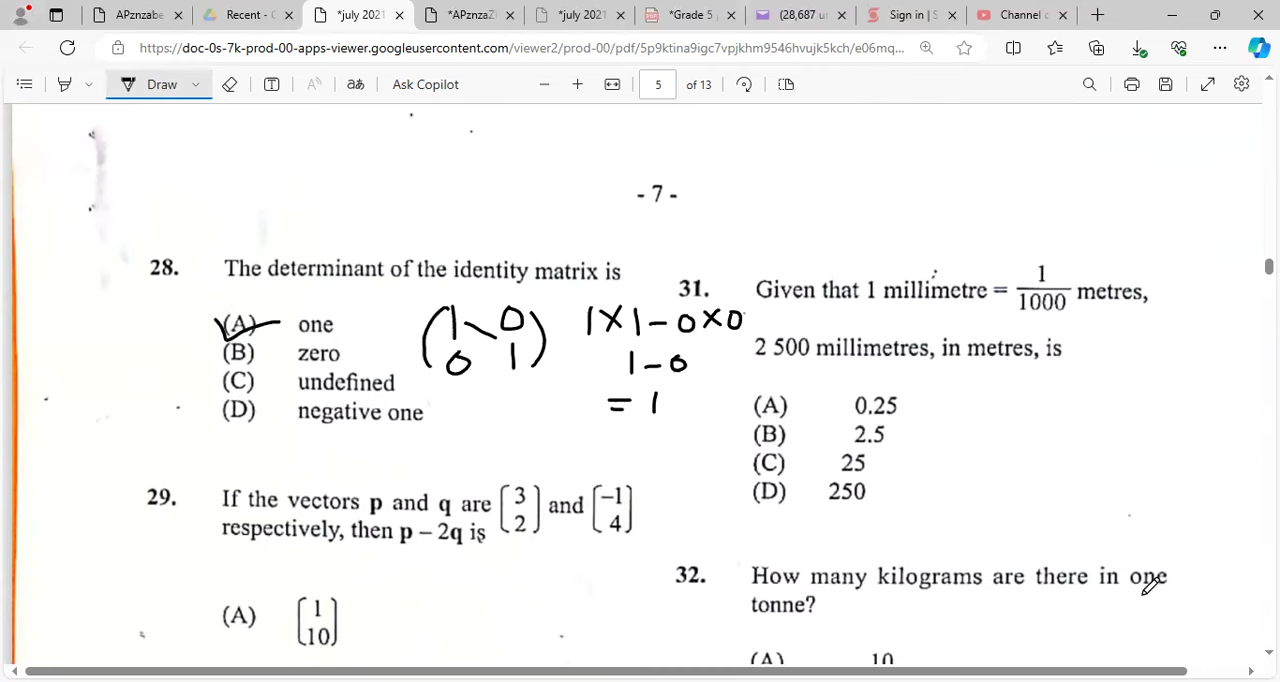 APznzabe
Recent - G
*july 2021
*APznzaZ
*july 2021
*Grade 5
(28,687 u
Sign in | S
Channel c
https://doc-0s-7k-prod-00-apps-viewer.googleusercontent.com/viewer2/prod-00/pdf/5p9ktina9igc7vpjkhm9546hvujk5kch/e06mq...
Draw
Ask Copilot
5 of 13
- 7 -
28. The determinant of the identity matrix is
(A) one
(B) zero
(C) undefined
(D) negative one
1 0
0 1
1 X 1 - 0 X 0
1 - 0
= 1
29. If the vectors p and q are (3 2) and (-1 4)
respectively, then p – 2q is
(A) (1 10)
31. Given that 1 millimetre = 1/1000 metres,
2 500 millimetres, in metres, is
(A) 0.25
(B) 2.5
(C) 25
(D) 250
32. How many kilograms are there in one
tonne?
(A) 10